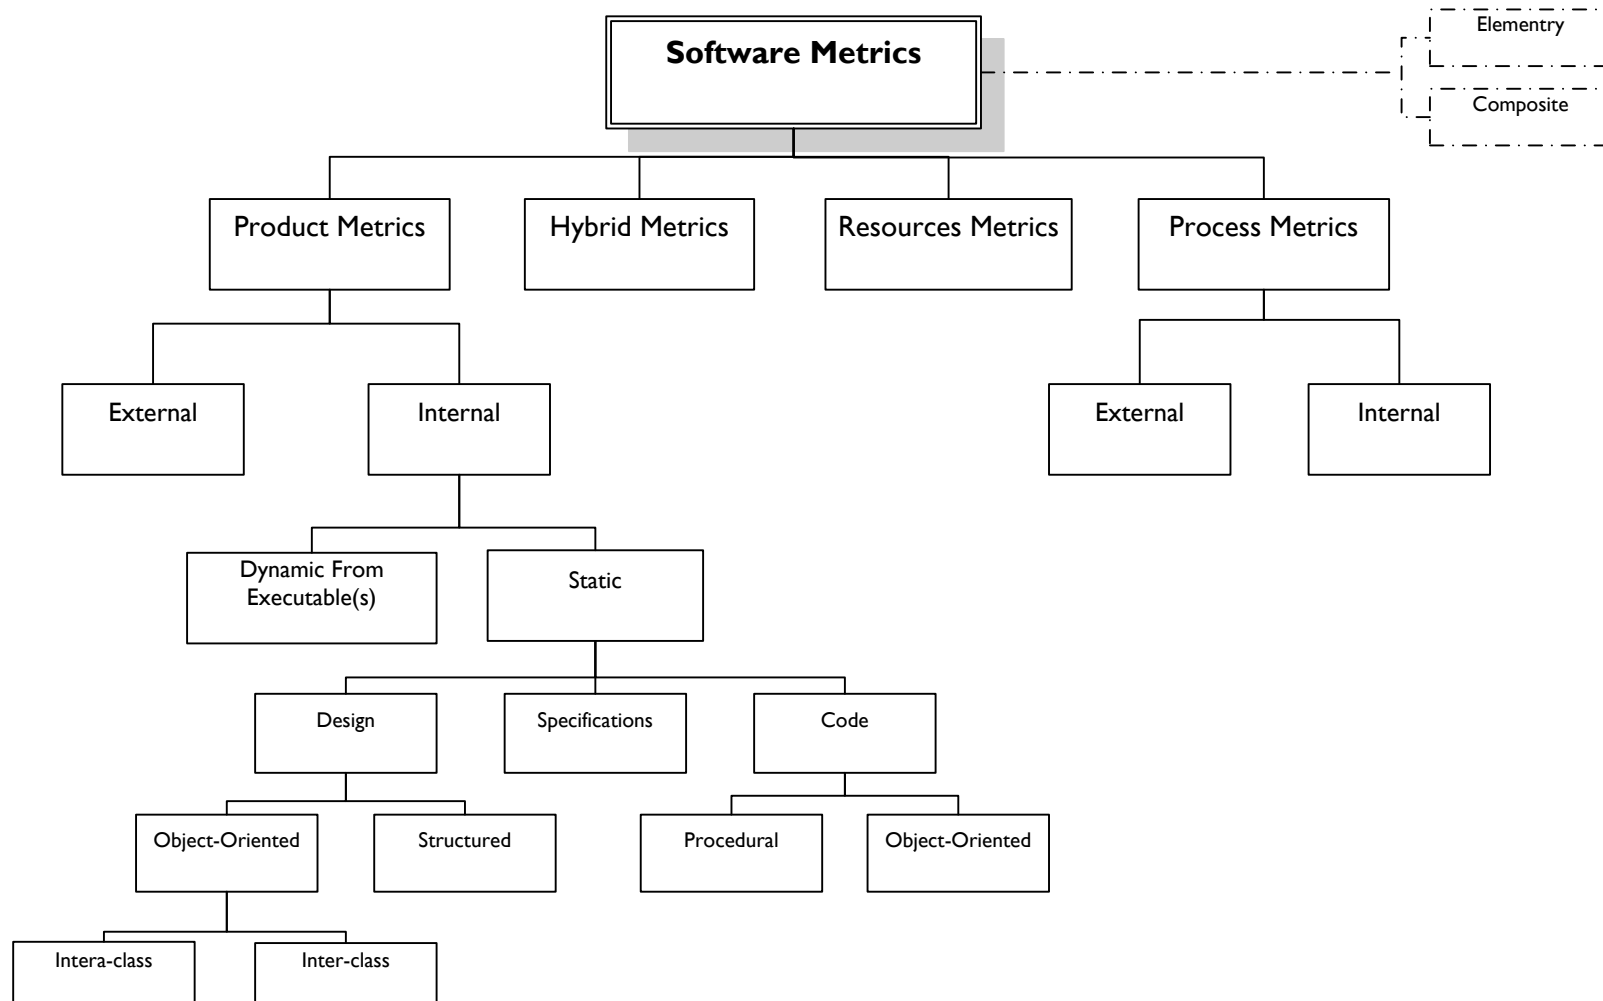 Software Metrics
Elementry
Composite
Product Metrics
Hybrid Metrics
Resources Metrics
Process Metrics
External
Internal
External
Internal
Dynamic From
Executable(s)
Static
Design
Specifications
Code
Object-Oriented
Structured
Procedural
Object-Oriented
Intera-class
Inter-class